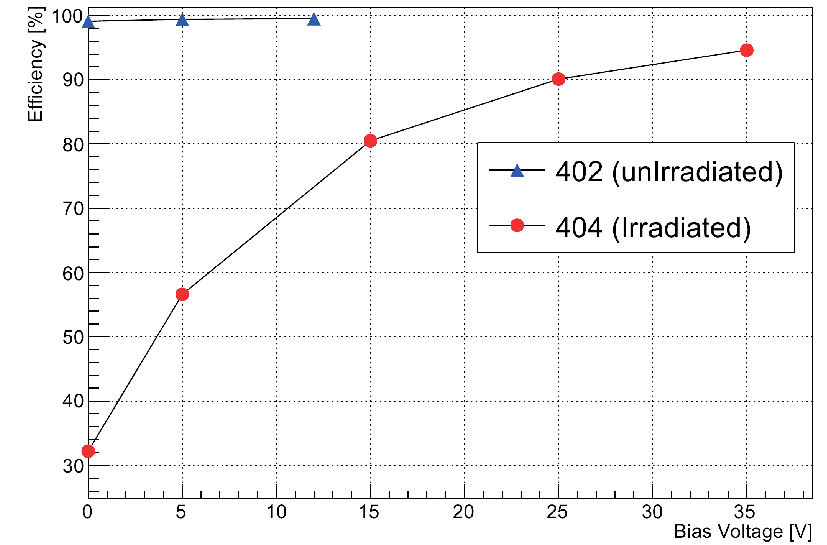 Efficiency [%]
100
90
80
70
60
50
40
30
402 (unIrradiated)
404 (Irradiated)
0 5 10 15 20 25 30 35
Bias Voltage [V]